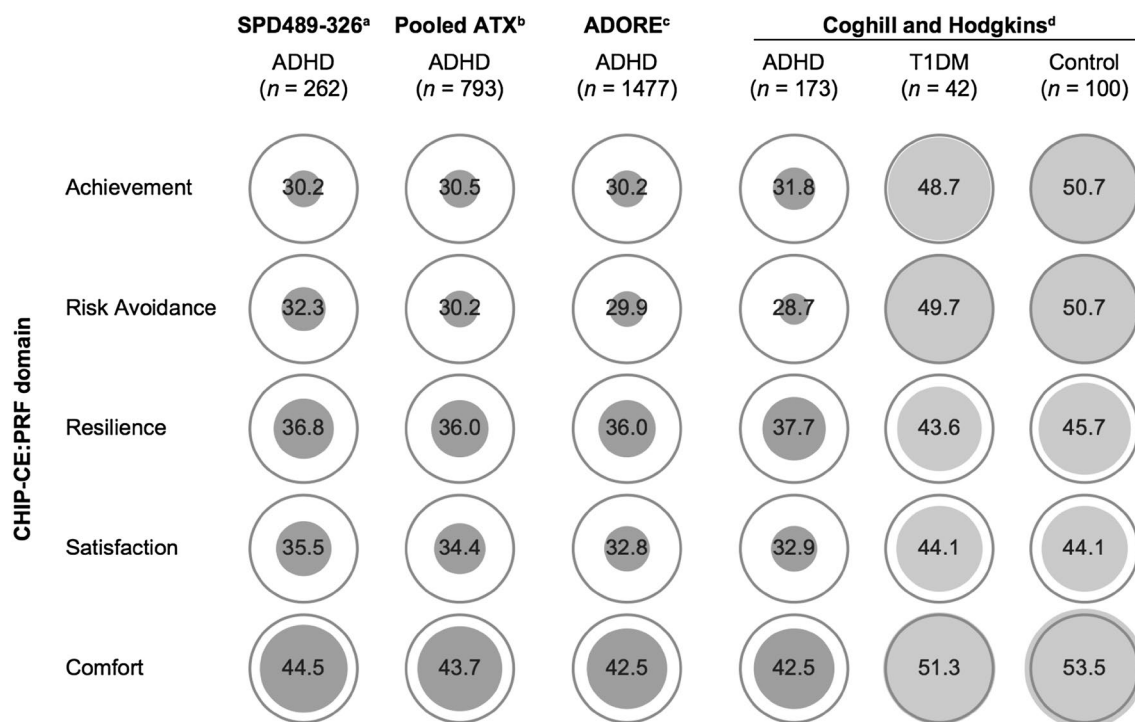 SPD489-326ᵃ Pooled ATXᵇ ADOREᶜ Coghill and Hodgkinsᵈ
ADHD ADHD ADHD ADHD T1DM Control
(n = 262) (n = 793) (n = 1477) (n = 173) (n = 42) (n = 100)
CHIP-CE:PRF domain
Achievement 30.2 30.5 30.2 31.8 48.7 50.7
Risk Avoidance 32.3 30.2 29.9 28.7 49.7 50.7
Resilience 36.8 36.0 36.0 37.7 43.6 45.7
Satisfaction 35.5 34.4 32.8 32.9 44.1 44.1
Comfort 44.5 43.7 42.5 42.5 51.3 53.5